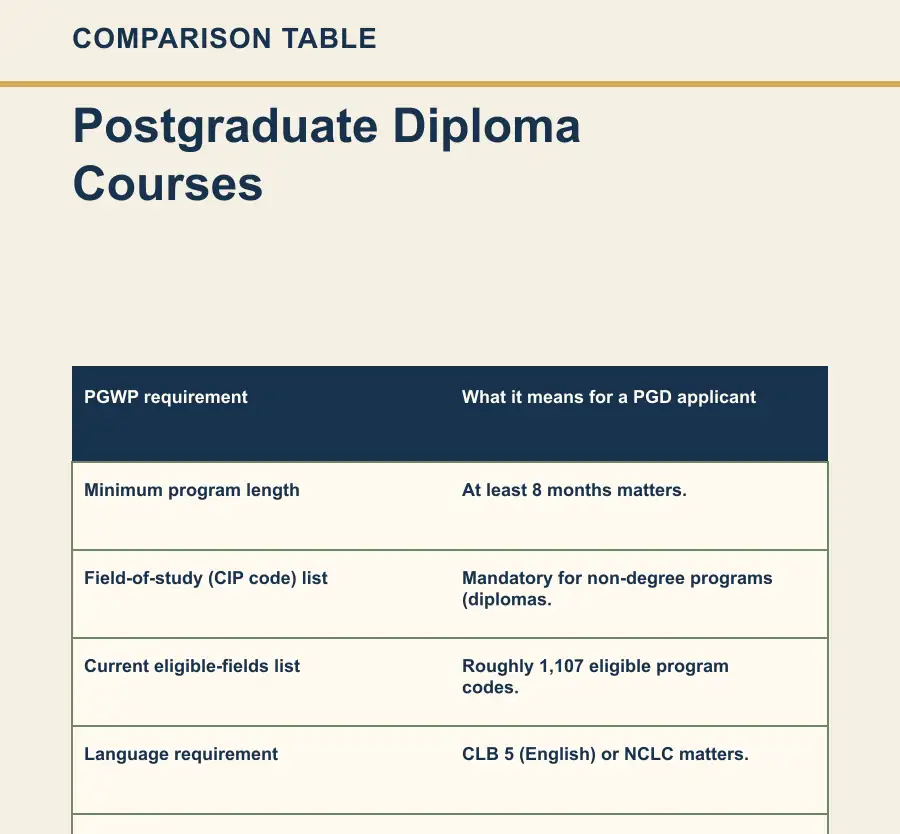 COMPARISON TABLE
Postgraduate Diploma
Courses
PGWP requirement
What it means for a PGD applicant
Minimum program length
At least 8 months matters.
Field-of-study (CIP code) list
Mandatory for non-degree programs
(diplomas.
Current eligible-fields list
Roughly 1,107 eligible program
codes.
Language requirement
CLB 5 (English) or NCLC matters.